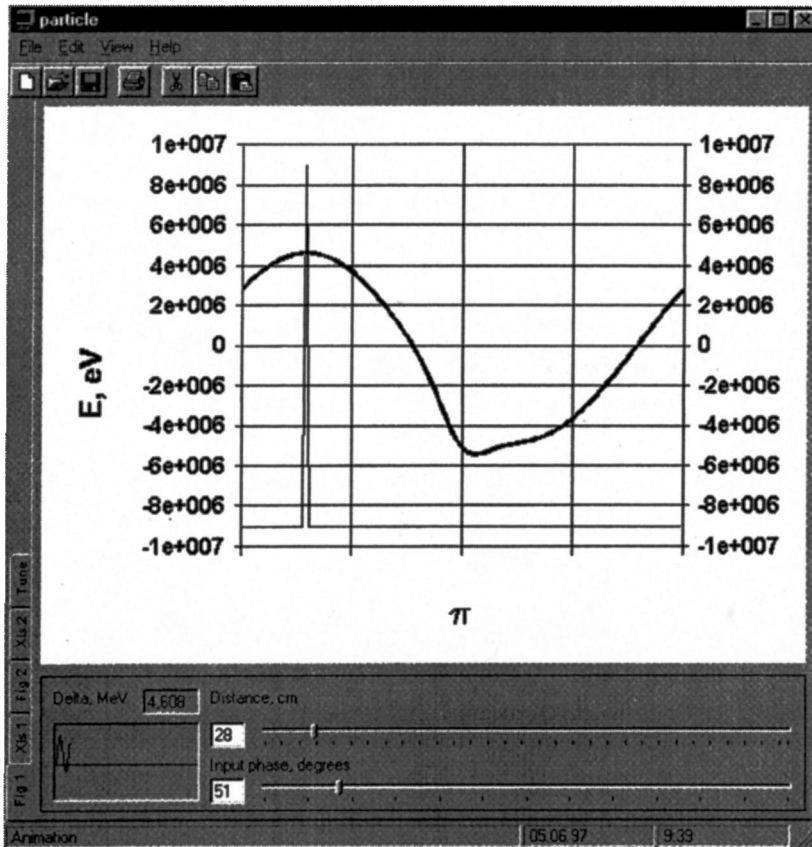 particle
File Edit View Help
1e+007 1e+007
8e+006 8e+006
6e+006 6e+006
4e+006 4e+006
2e+006 2e+006
0 0
-2e+006 -2e+006
-4e+006 -4e+006
-6e+006 -6e+006
-8e+006 -8e+006
-1e+007 -1e+007
E, eV
π
Fig 1 Xls 1 Fig 2 Xls 2 Tune
Delta, MeV 4,608 Distance, cm
28
Input phase, degrees
51
Animation 05.06.97 9:39